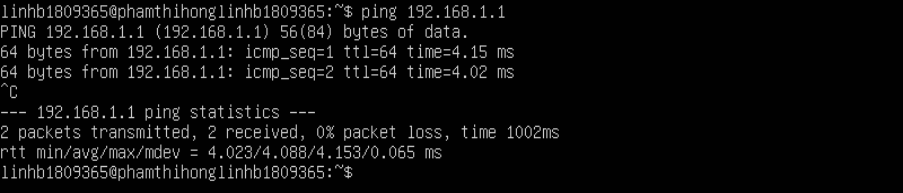 linhb1809365@phamthihonglinhb1809365:~$ ping 192.168.1.1
PING 192.168.1.1 (192.168.1.1) 56(84) bytes of data.
64 bytes from 192.168.1.1: icmp_seq=1 ttl=64 time=4.15 ms
64 bytes from 192.168.1.1: icmp_seq=2 ttl=64 time=4.02 ms
^C
--- 192.168.1.1 ping statistics ---
2 packets transmitted, 2 received, 0% packet loss, time 1002ms
rtt min/avg/max/mdev = 4.023/4.088/4.153/0.065 ms
linhb1809365@phamthihonglinhb1809365:~$